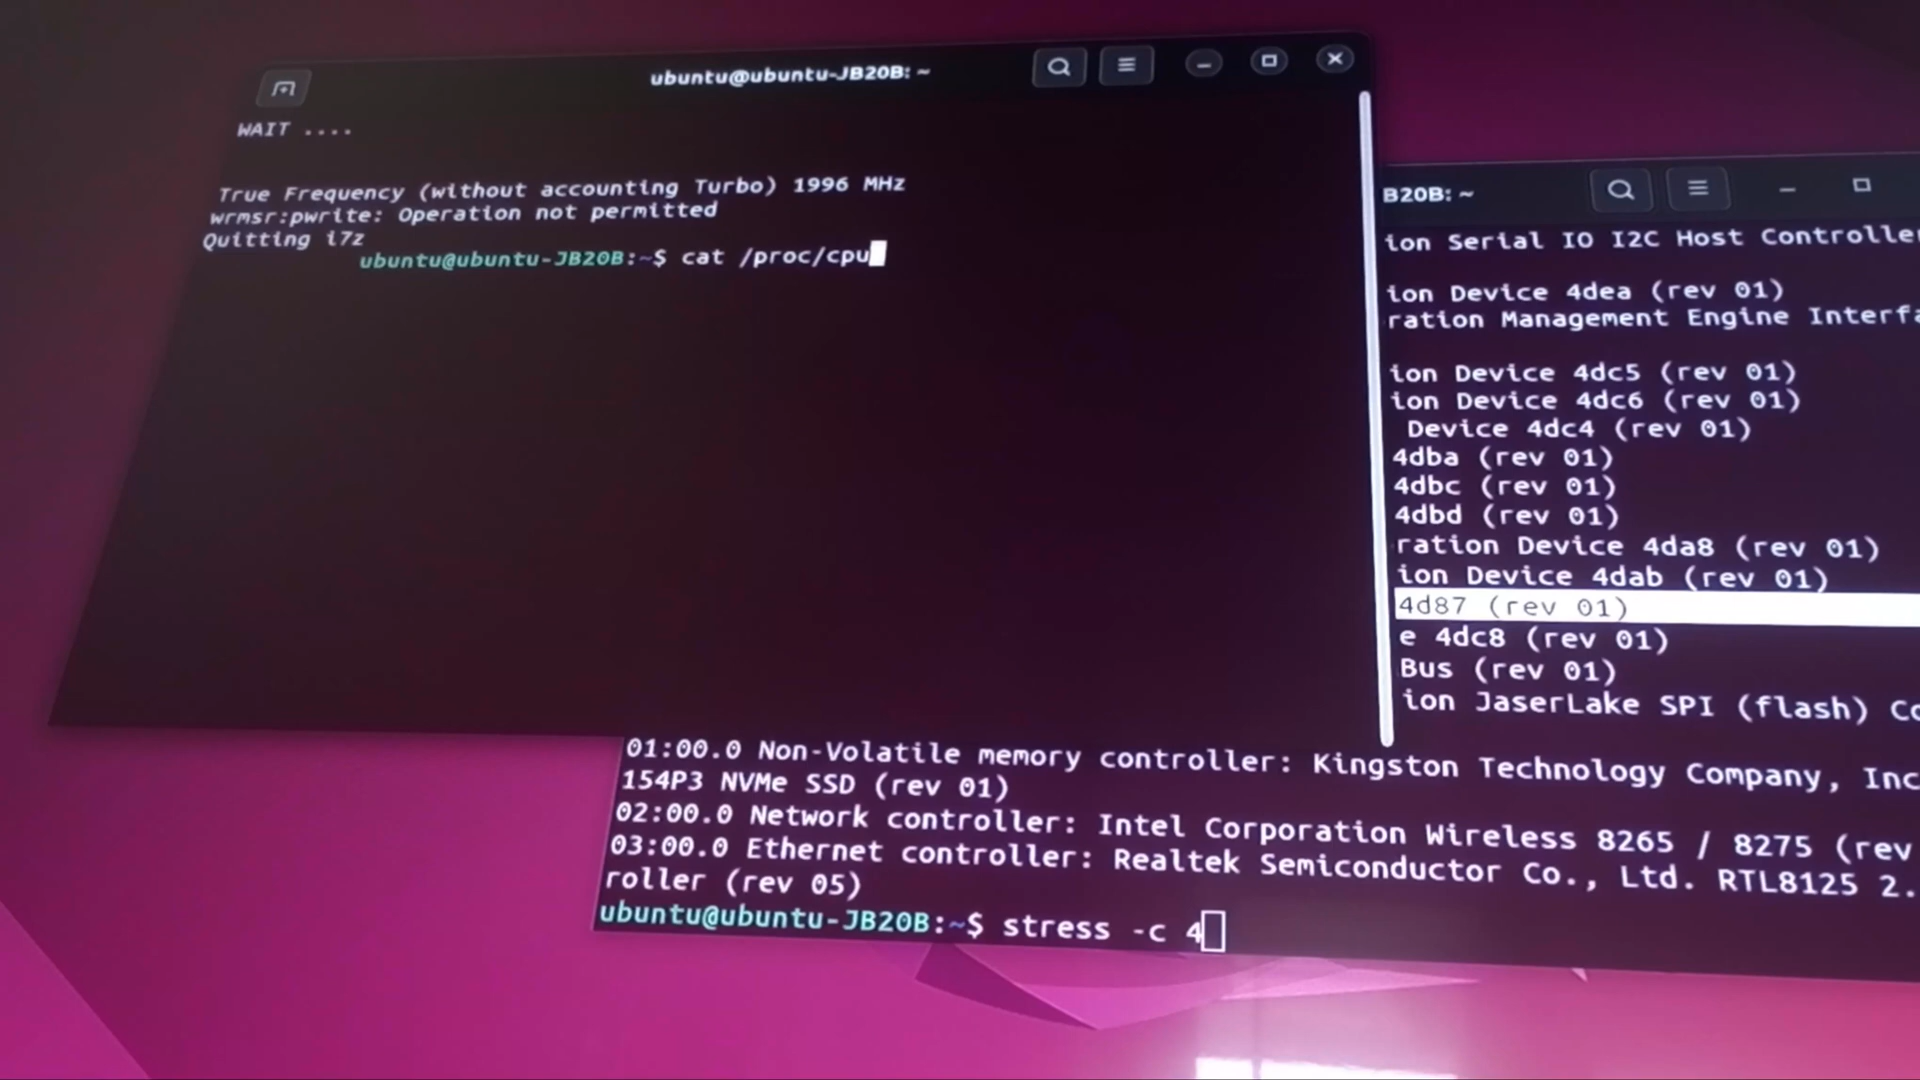 ubuntu@ubuntu-JB20B: ~
WAIT ....
True Frequency (without accounting Turbo) 1996 MHz
wrmsr:pwrite: Operation not permitted
Quitting i7z
ubuntu@ubuntu-JB20B:~$ cat /proc/cpu
B20B: ~
ion Serial IO I2C Host Controller
ion Device 4dea (rev 01)
ration Management Engine Interfa
ion Device 4dc5 (rev 01)
ion Device 4dc6 (rev 01)
Device 4dc4 (rev 01)
4dba (rev 01)
4dbc (rev 01)
4dbd (rev 01)
ration Device 4da8 (rev 01)
ion Device 4dab (rev 01)
4d87 (rev 01)
e 4dc8 (rev 01)
Bus (rev 01)
ion JaserLake SPI (flash) Co
01:00.0 Non-Volatile memory controller: Kingston Technology Company, Inc
154P3 NVMe SSD (rev 01)
02:00.0 Network controller: Intel Corporation Wireless 8265 / 8275 (rev
03:00.0 Ethernet controller: Realtek Semiconductor Co., Ltd. RTL8125 2.
roller (rev 05)
ubuntu@ubuntu-JB20B:~$ stress -c 4